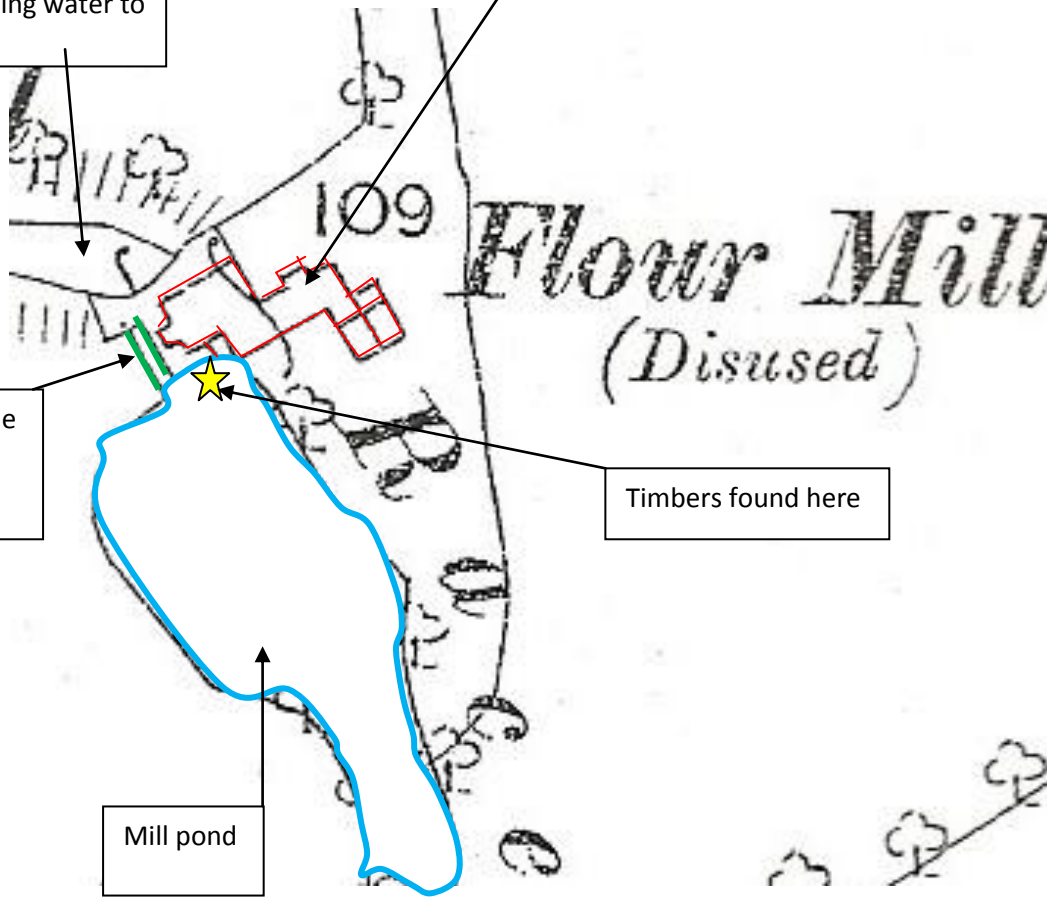 ing water to
109
Flour Mill
(Disused)
e
Timbers found here
Mill pond